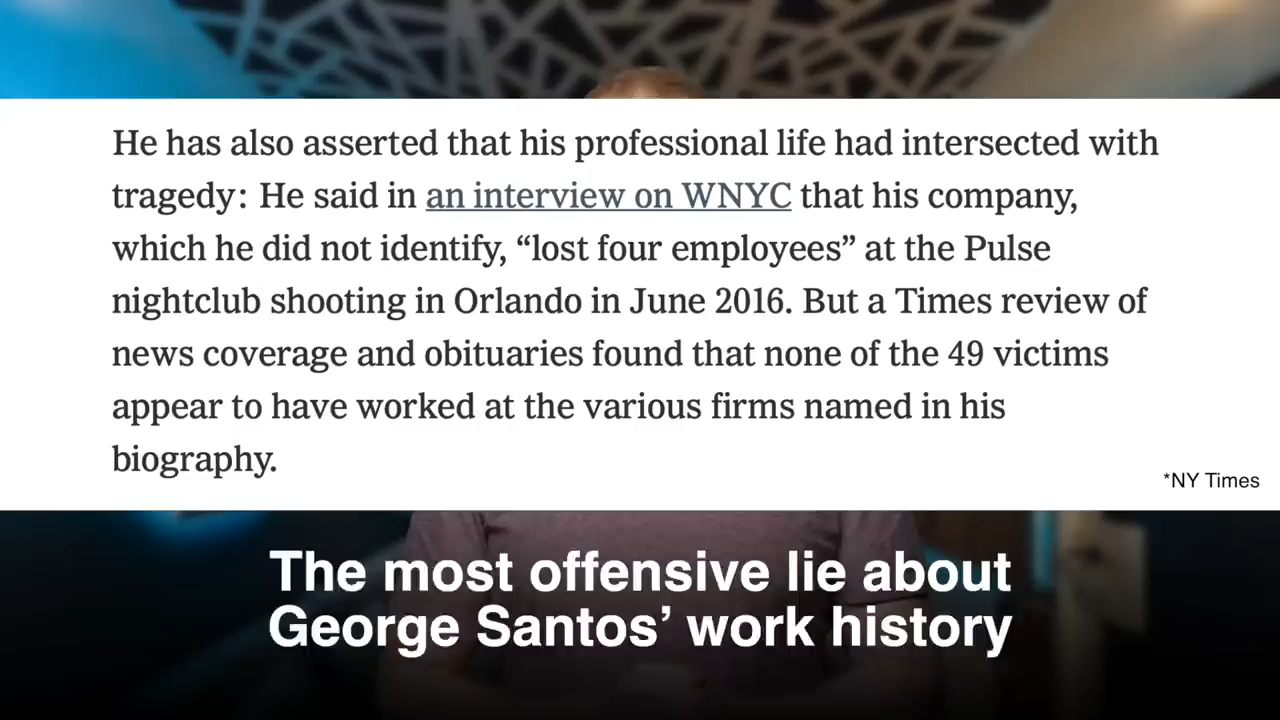 He has also asserted that his professional life had intersected with
tragedy: He said in an interview on WNYC that his company,
which he did not identify, “lost four employees” at the Pulse
nightclub shooting in Orlando in June 2016. But a Times review of
news coverage and obituaries found that none of the 49 victims
appear to have worked at the various firms named in his
biography.
*NY Times
The most offensive lie about
George Santos’ work history